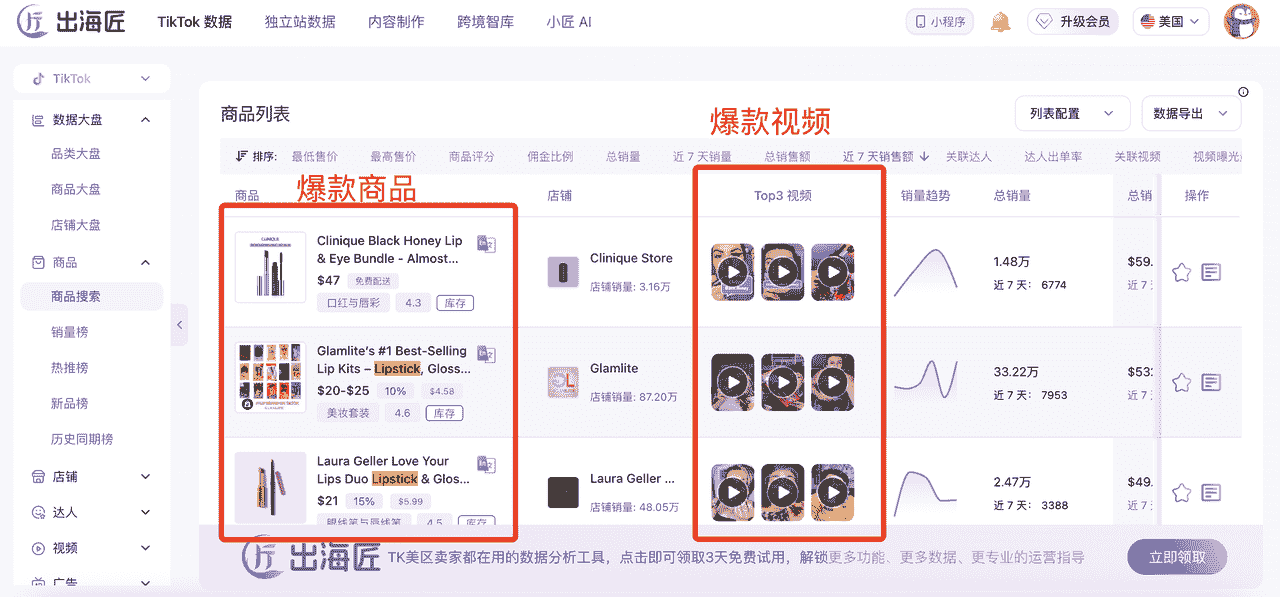 出海匠
TikTok 数据
独立站数据
内容制作
跨境智库
小匠 AI
小程序
升级会员
美国
TikTok
数据大盘
品类大盘
商品大盘
店铺大盘
商品
商品搜索
销量榜
热推榜
新品榜
历史同期榜
店铺
达人
视频
广告
商品列表
爆款视频
列表配置
数据导出
排序:
最低售价
最高售价
商品评分
佣金比例
总销量
近 7 天销量
总销售额
近 7 天销售额
关联达人
达人出单率
关联视频
视频曝光
商品
爆款商品
店铺
Top3 视频
销量趋势
总销量
总销
操作
Clinique Black Honey Lip
& Eye Bundle - Almost...
$47
免费配送
口红与唇彩
4.3
库存
Clinique Store
店铺销量: 3.16万
1.48万
近 7 天: 6774
$59.
近 7
Glamlite's #1 Best-Selling
Lip Kits – Lipstick, Gloss...
$20-$25
10%
$4.58
美妆套装
4.6
库存
Glamlite
店铺销量: 87.20万
33.22万
近 7 天: 7953
$53
近 7
Laura Geller Love Your
Lips Duo Lipstick & Glos...
$21
15%
$5.99
眼线笔与唇线笔
4.5
库存
Laura Geller ...
店铺销量: 48.05万
2.47万
近 7 天: 3388
$49.
近 7
出海匠
TK美区卖家都在用的数据分析工具，点击即可领取3天免费试用，解锁更多功能、更多数据、更专业的运营指导
立即领取